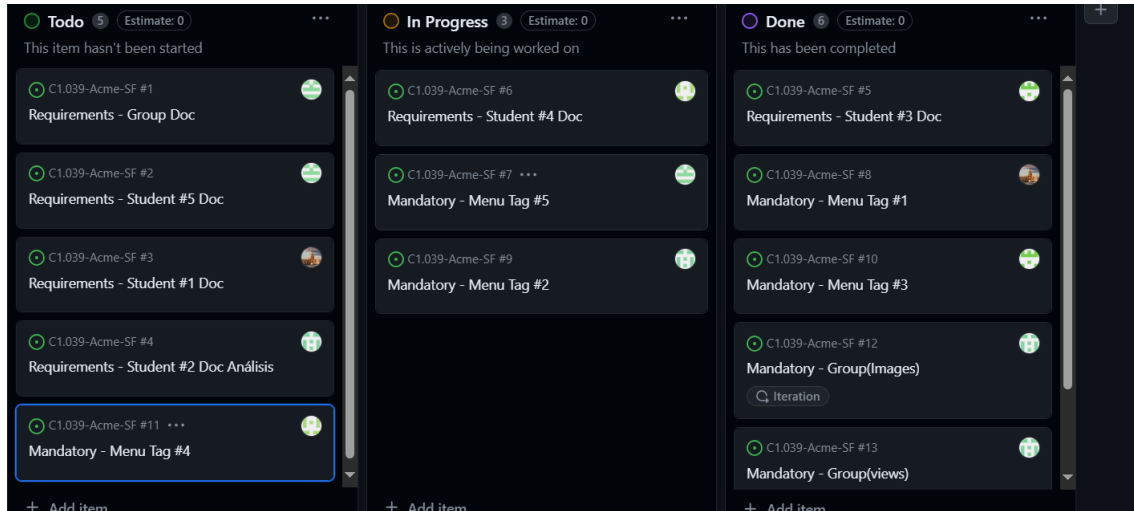 Todo 5 Estimate: 0 ···
This item hasn't been started
C1.039-Acme-SF #1
Requirements - Group Doc
C1.039-Acme-SF #2
Requirements - Student #5 Doc
C1.039-Acme-SF #3
Requirements - Student #1 Doc
C1.039-Acme-SF #4
Requirements - Student #2 Doc Análisis
C1.039-Acme-SF #11 ···
Mandatory - Menu Tag #4
+ Add item
In Progress 3 Estimate: 0 ···
This is actively being worked on
C1.039-Acme-SF #6
Requirements - Student #4 Doc
C1.039-Acme-SF #7 ···
Mandatory - Menu Tag #5
C1.039-Acme-SF #9
Mandatory - Menu Tag #2
+ Add item
Done 6 Estimate: 0 ···
This has been completed
C1.039-Acme-SF #5
Requirements - Student #3 Doc
C1.039-Acme-SF #8
Mandatory - Menu Tag #1
C1.039-Acme-SF #10
Mandatory - Menu Tag #3
C1.039-Acme-SF #12
Mandatory - Group(Images)
Iteration
C1.039-Acme-SF #13
Mandatory - Group(views)
+ Add item
+